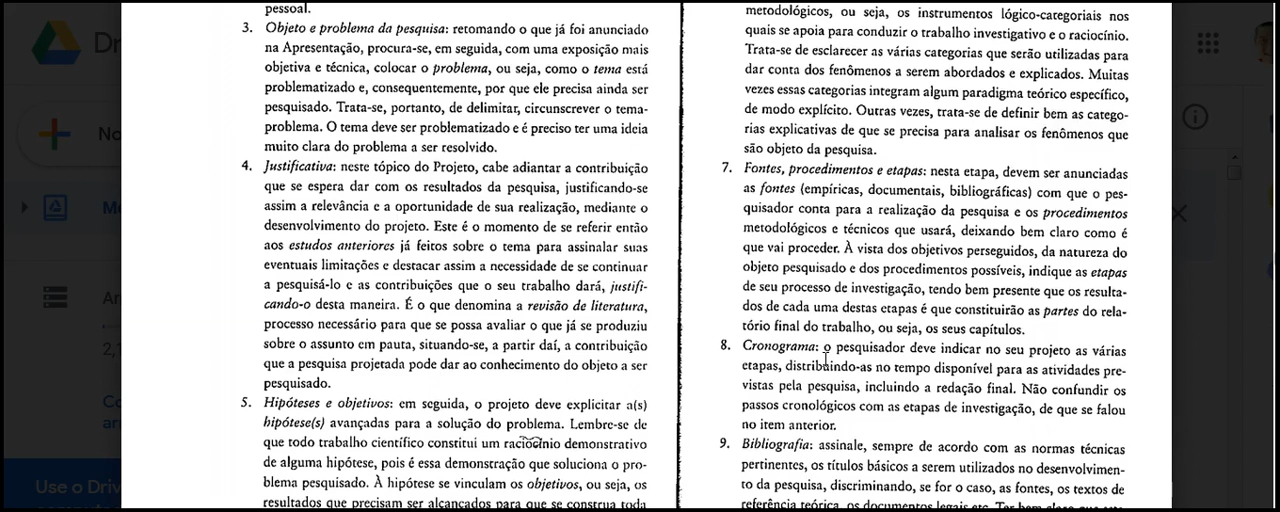 pessoal.
3. Objeto e problema da pesquisa: retomando o que já foi anunciado
na Apresentação, procura-se, em seguida, com uma exposição mais
objetiva e técnica, colocar o problema, ou seja, como o tema está
problematizado e, consequentemente, por que ele precisa ainda ser
pesquisado. Trata-se, portanto, de delimitar, circunscrever o tema-
problema. O tema deve ser problematizado e é preciso ter uma ideia
muito clara do problema a ser resolvido.
4. Justificativa: neste tópico do Projeto, cabe adiantar a contribuição
que se espera dar com os resultados da pesquisa, justificando-se
assim a relevância e a oportunidade de sua realização, mediante o
desenvolvimento do projeto. Este é o momento de se referir então
aos estudos anteriores já feitos sobre o tema para assinalar suas
eventuais limitações e destacar assim a necessidade de se continuar
a pesquisá-lo e as contribuições que o seu trabalho dará, justifi-
cando-o desta maneira. É o que denomina a revisão de literatura,
processo necessário para que se possa avaliar o que já se produziu
sobre o assunto em pauta, situando-se, a partir daí, a contribuição
que a pesquisa projetada pode dar ao conhecimento do objeto a ser
pesquisado.
5. Hipóteses e objetivos: em seguida, o projeto deve explicitar a(s)
hipótese(s) avançadas para a solução do problema. Lembre-se de
que todo trabalho científico constitui um raciocínio demonstrativo
de alguma hipótese, pois é essa demonstração que soluciona o pro-
blema pesquisado. À hipótese se vinculam os objetivos, ou seja, os
resultados que precisam ser alcançados para que se construa toda
metodológicos, ou seja, os instrumentos lógico-categoriais nos
quais se apoia para conduzir o trabalho investigativo e o raciocínio.
Trata-se de esclarecer as várias categorias que serão utilizadas para
dar conta dos fenômenos a serem abordados e explicados. Muitas
vezes essas categorias integram algum paradigma teórico específico,
de modo explícito. Outras vezes, trata-se de definir bem as catego-
rias explicativas de que se precisa para analisar os fenômenos que
são objeto da pesquisa.
7. Fontes, procedimentos e etapas: nesta etapa, devem ser anunciadas
as fontes (empíricas, documentais, bibliográficas) com que o pes-
quisador conta para a realização da pesquisa e os procedimentos
metodológicos e técnicos que usará, deixando bem claro como é
que vai proceder. À vista dos objetivos perseguidos, da natureza do
objeto pesquisado e dos procedimentos possíveis, indique as etapas
de seu processo de investigação, tendo bem presente que os resulta-
dos de cada uma destas etapas é que constituirão as partes do rela-
tório final do trabalho, ou seja, os seus capítulos.
8. Cronograma: o pesquisador deve indicar no seu projeto as várias
etapas, distribuindo-as no tempo disponível para as atividades pre-
vistas pela pesquisa, incluindo a redação final. Não confundir os
passos cronológicos com as etapas de investigação, de que se falou
no item anterior.
9. Bibliografia: assinale, sempre de acordo com as normas técnicas
pertinentes, os títulos básicos a serem utilizados no desenvolvimen-
to da pesquisa, discriminando, se for o caso, as fontes, os textos de
referência teórica, os documentos legais etc.
Dr
No
Ar
2,
Use o Driv